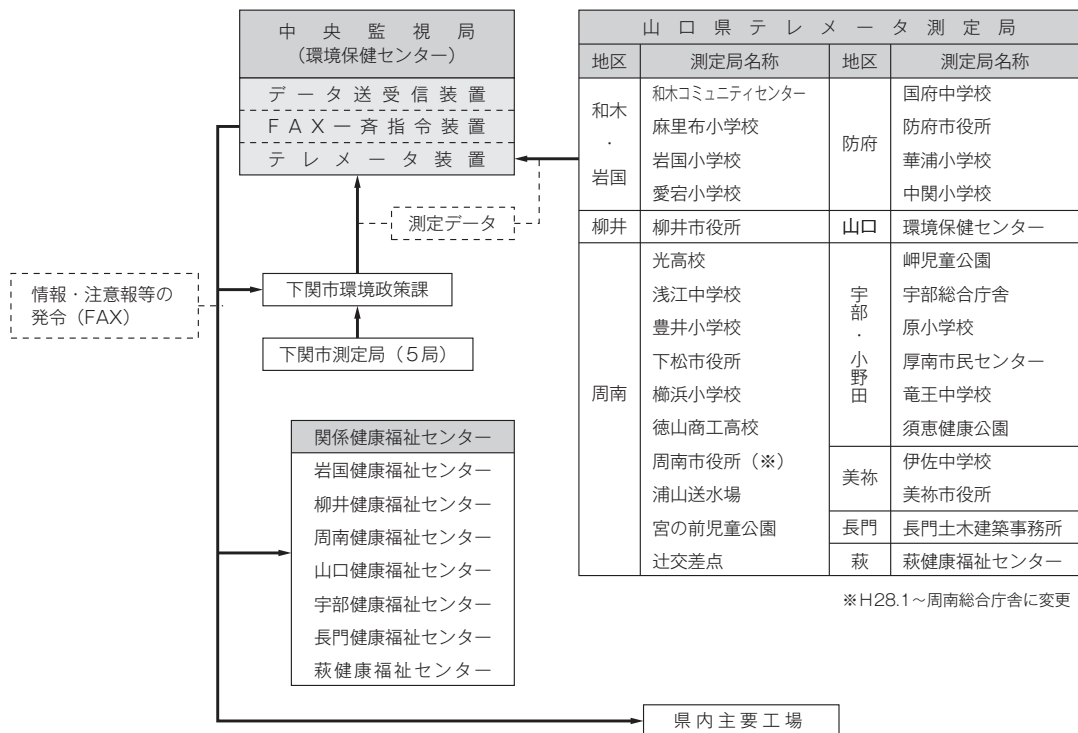 中央監視局
（環境保健センター）
データ送受信装置
FAX一斉指令装置
テレメータ装置
測定データ
情報・注意報等の
発令（FAX）
下関市環境政策課
下関市測定局（5局）
関係健康福祉センター
岩国健康福祉センター
柳井健康福祉センター
周南健康福祉センター
山口健康福祉センター
宇部健康福祉センター
長門健康福祉センター
萩健康福祉センター
県内主要工場
山口県テレメータ測定局
地区 測定局名称 地区 測定局名称
和木・岩国
和木コミュニティセンター
麻里布小学校
岩国小学校
愛宕小学校
柳井 柳井市役所
周南
光高校
浅江中学校
豊井小学校
下松市役所
櫛浜小学校
徳山商工高校
周南市役所（※）
浦山送水場
宮の前児童公園
辻交差点
防府
国府中学校
防府市役所
華浦小学校
中関小学校
山口 環境保健センター
宇部・小野田
岬児童公園
宇部総合庁舎
原小学校
厚南市民センター
竜王中学校
須恵健康公園
美祢
伊佐中学校
美祢市役所
長門 長門土木建築事務所
萩 萩健康福祉センター
※H28.1～周南総合庁舎に変更